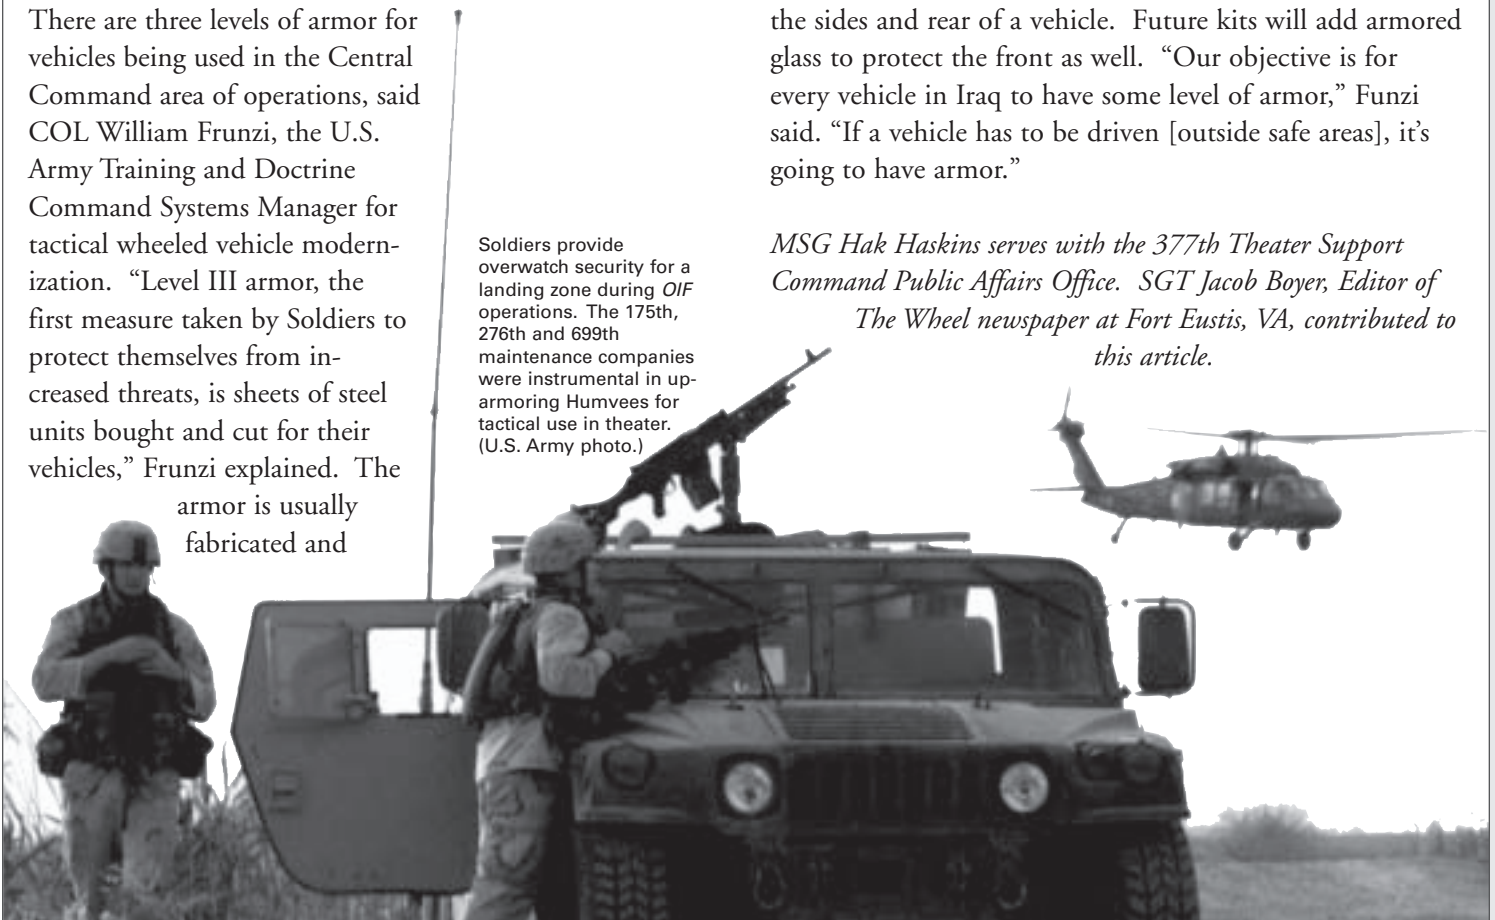 There are three levels of armor for
vehicles being used in the Central
Command area of operations, said
COL William Frunzi, the U.S.
Army Training and Doctrine
Command Systems Manager for
tactical wheeled vehicle modern-
ization.  “Level III armor, the
first measure taken by Soldiers to
protect themselves from in-
creased threats, is sheets of steel
units bought and cut for their
vehicles,” Frunzi explained.  The
armor is usually
fabricated and
Soldiers provide
overwatch security for a
landing zone during OIF
operations.  The 175th,
276th and 699th
maintenance companies
were instrumental in up-
armoring Humvees for
tactical use in theater.
(U.S. Army photo.)
the sides and rear of a vehicle.  Future kits will add armored
glass to protect the front as well.  “Our objective is for
every vehicle in Iraq to have some level of armor,” Funzi
said. “If a vehicle has to be driven [outside safe areas], it’s
going to have armor.”
MSG Hak Haskins serves with the 377th Theater Support
Command Public Affairs Office.  SGT Jacob Boyer, Editor of
The Wheel newspaper at Fort Eustis, VA, contributed to
this article.